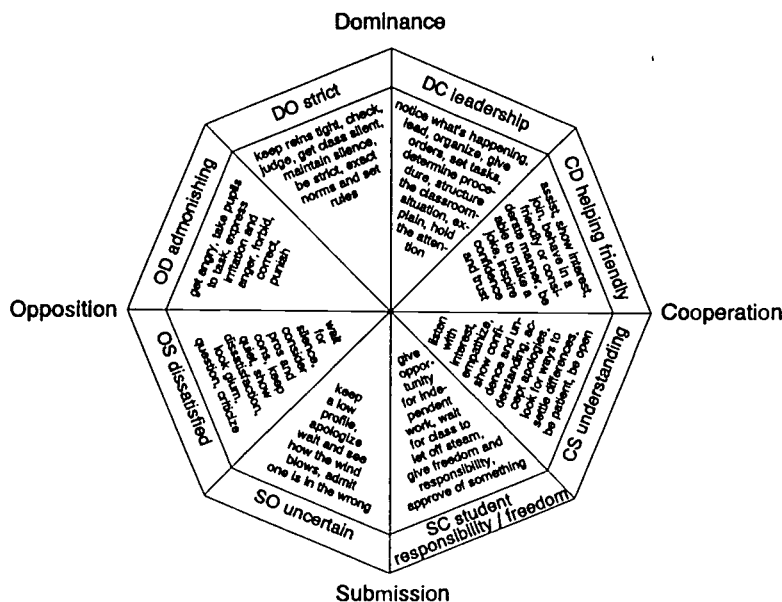 Dominance
DO strict
keep reins tight, check,
judge, get class silent,
maintain silence,
be strict, exact
norms and set
rules
DC leadership
notice what's happening,
lead, organize, give
orders, set tasks,
determine proce-
dure, structure
the classroom-
situation, ex-
plain, hold
the atten-
tion
OD admonishing
get angry, take pupils
to task, express
irritation and
anger, forbid,
correct,
punish
CD helping friendly
assist, show interest,
join, behave in a
friendly or consi-
derate manner, be
able to make a
joke, inspire
confidence
and trust
Opposition
Cooperation
OS dissatisfied
wait
for
silence,
consider
pros and
cons, keep
quiet, show
dissatisfaction,
look glum,
question, criticize
CS understanding
listen
with
interest,
empathize,
show confi-
dence and un-
derstanding, ac-
cept apologies,
look for ways to
settle differences,
be patient, be open
SO uncertain
keep
a low
profile,
apologize
wait and see
how the wind
blows, admit
one is in the wrong
SC student
responsibility / freedom
give
oppor-
tunity
for inde-
pendent
work, wait
for class to
let off steam,
give freedom and
responsibility,
approve of something
Submission